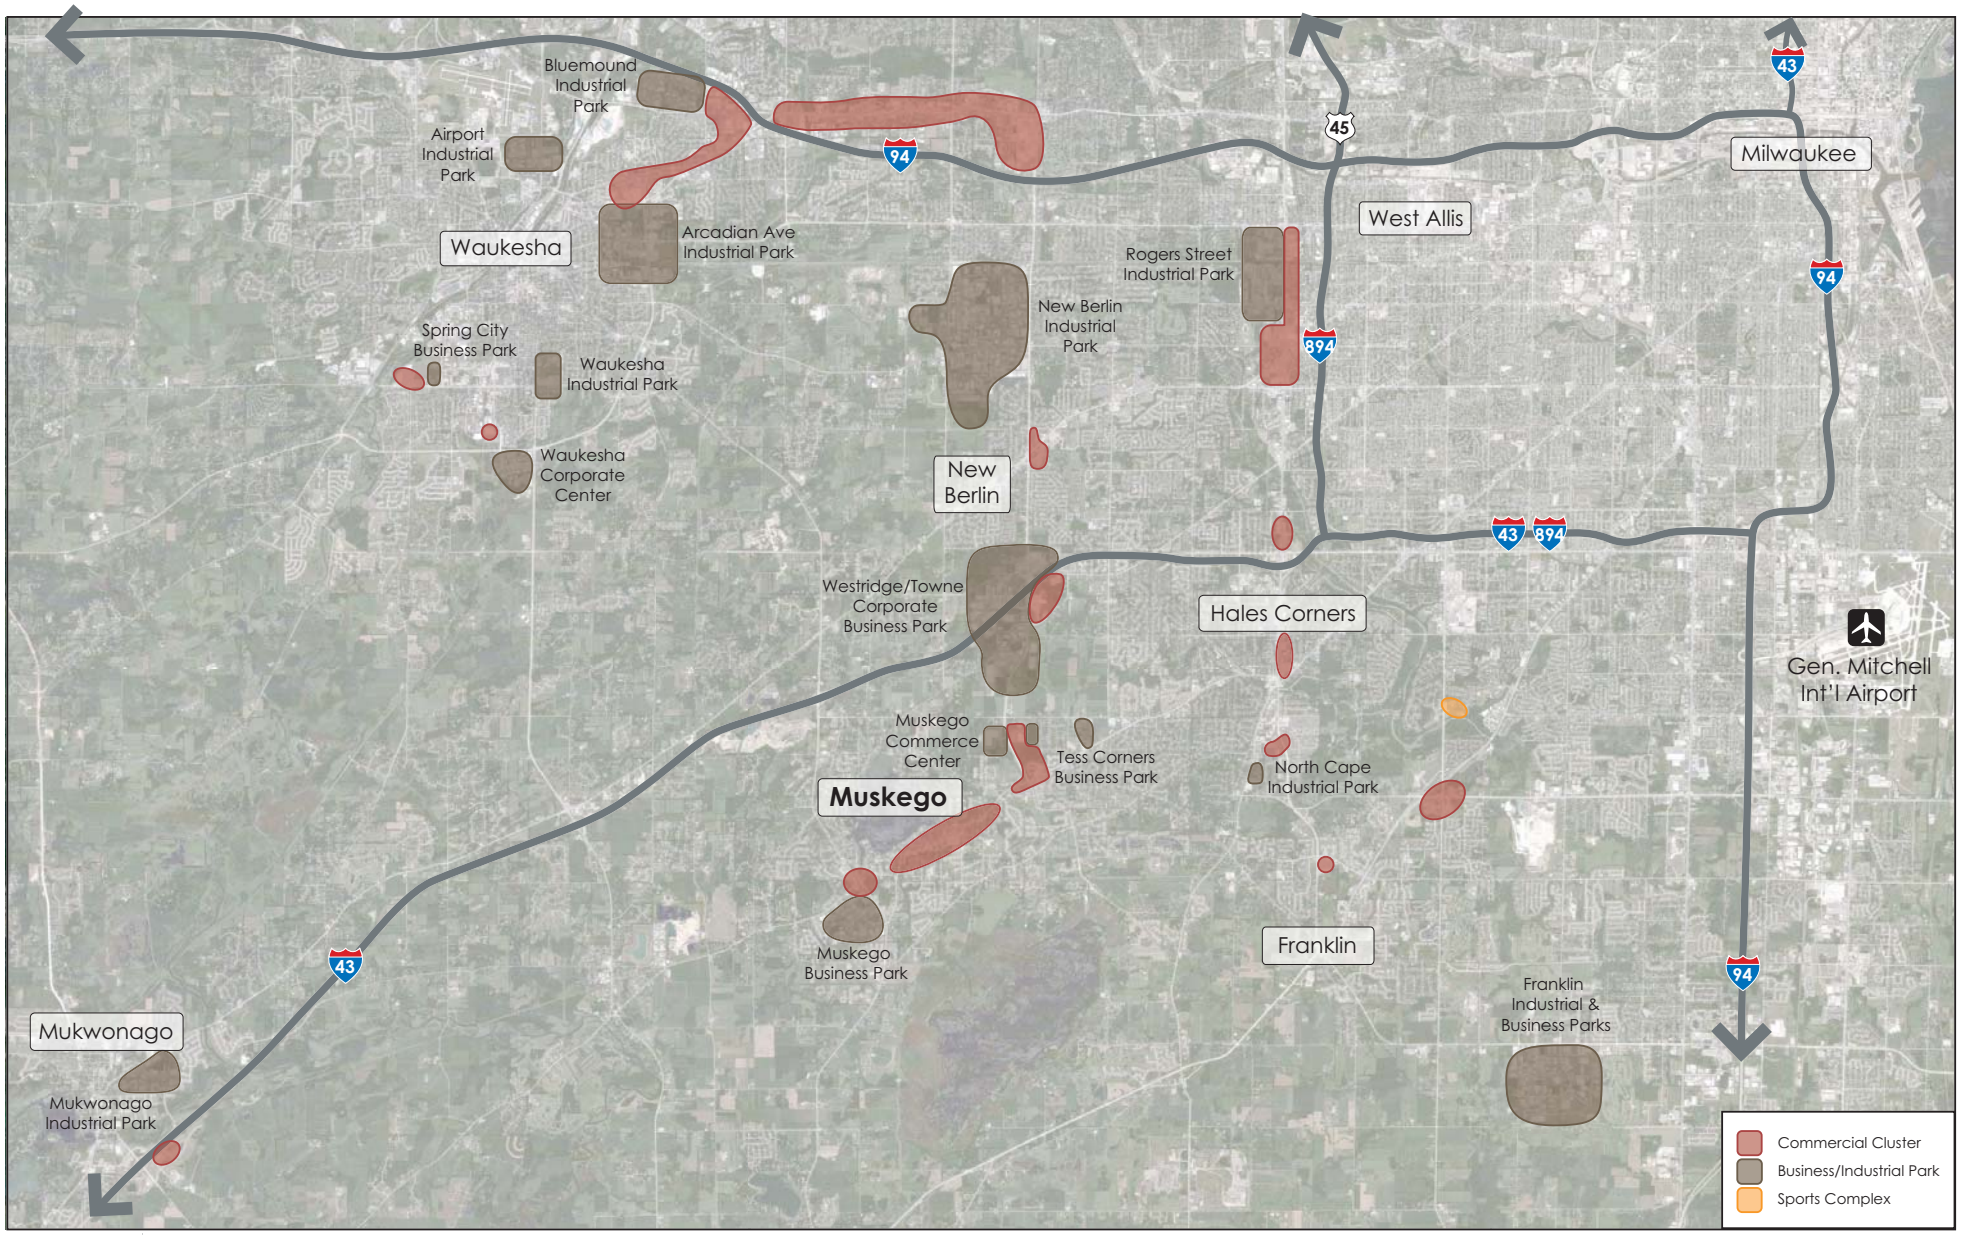 43
Bluemound
Industrial
Park
45
Airport
Industrial
Park
94
Milwaukee
West Allis
Waukesha
Arcadian Ave
Industrial Park
Rogers Street
Industrial Park
94
New Berlin
Industrial
Park
Spring City
Business Park
894
Waukesha
Industrial Park
Waukesha
Corporate
Center
New
Berlin
43
894
Westridge/Towne
Corporate
Business Park
Hales Corners
Gen. Mitchell
Int'l Airport
Muskego
Commerce
Center
Tess Corners
Business Park
North Cape
Industrial Park
Muskego
Franklin
Muskego
Business Park
43
94
Franklin
Industrial &
Business Parks
Mukwonago
Mukwonago
Industrial Park
Commercial Cluster
Business/Industrial Park
Sports Complex